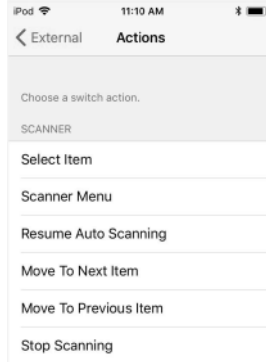 iPod 11:10 AM
External Actions
Choose a switch action.
SCANNER
Select Item
Scanner Menu
Resume Auto Scanning
Move To Next Item
Move To Previous Item
Stop Scanning